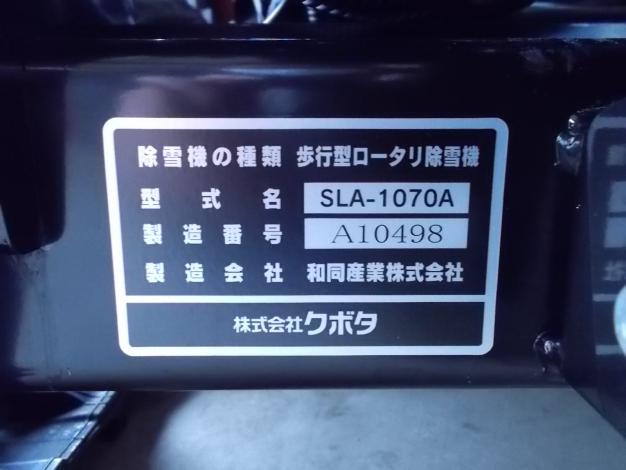 除雪機の種類 歩行型ロータリ除雪機
型式名 SLA-1070A
製造番号 A10498
製造会社 和同産業株式会社
株式会社クボタ